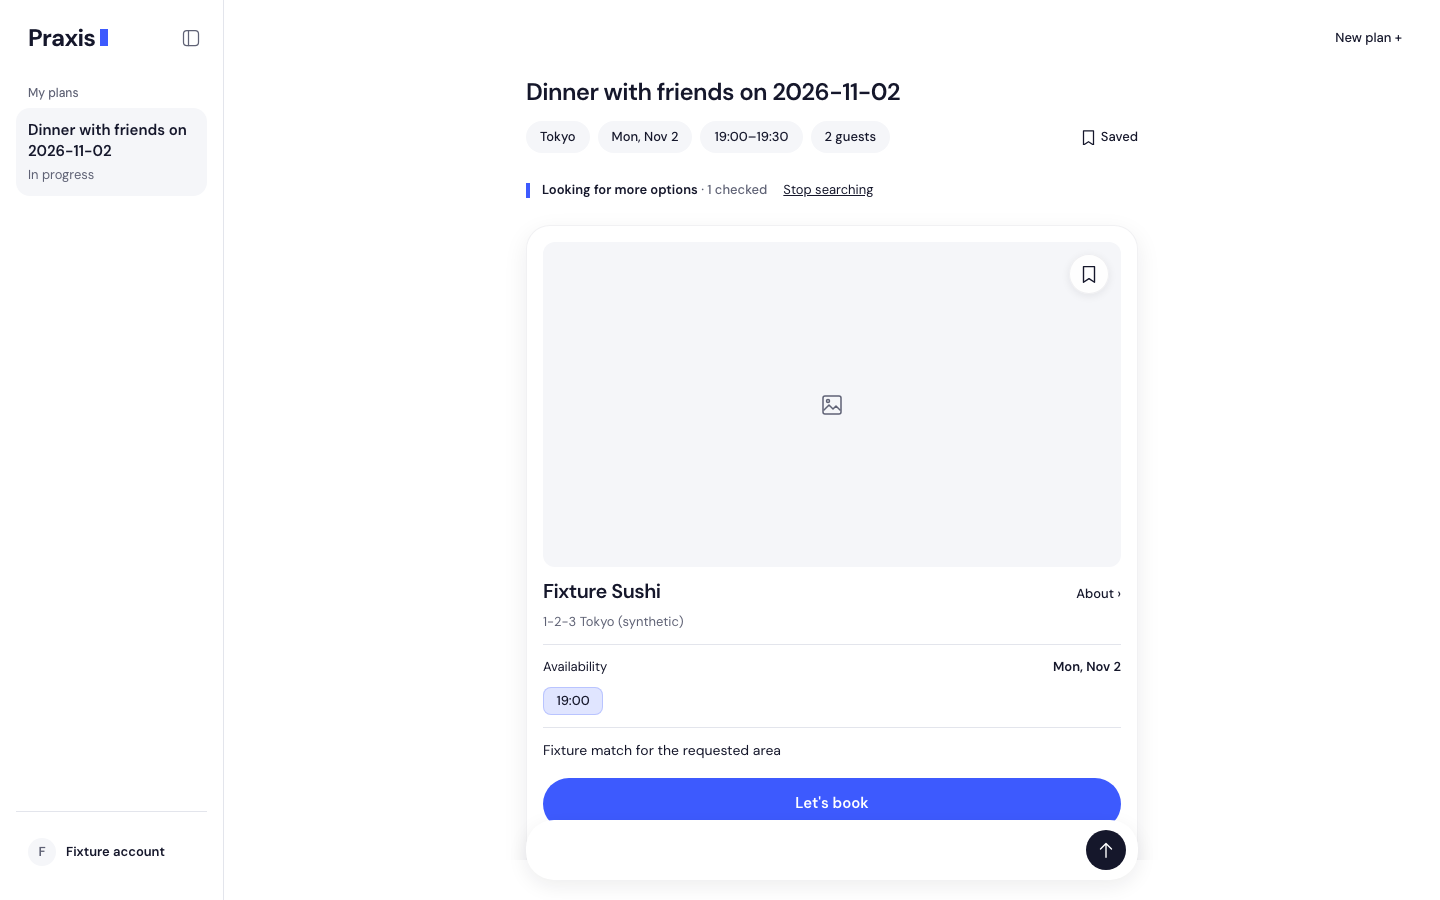 Praxis
New plan +
My plans
Dinner with friends on
2026-11-02
In progress
Dinner with friends on 2026-11-02
Tokyo
Mon, Nov 2
19:00–19:30
2 guests
Saved
Looking for more options · 1 checked
Stop searching
Fixture Sushi
About ›
1-2-3 Tokyo (synthetic)
Availability
Mon, Nov 2
19:00
Fixture match for the requested area
Let's book
F
Fixture account